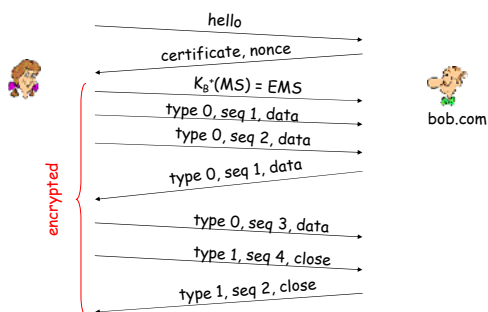 hello
certificate, nonce
K_B⁺(MS) = EMS
bob.com
type 0, seq 1, data
type 0, seq 2, data
type 0, seq 1, data
encrypted
type 0, seq 3, data
type 1, seq 4, close
type 1, seq 2, close